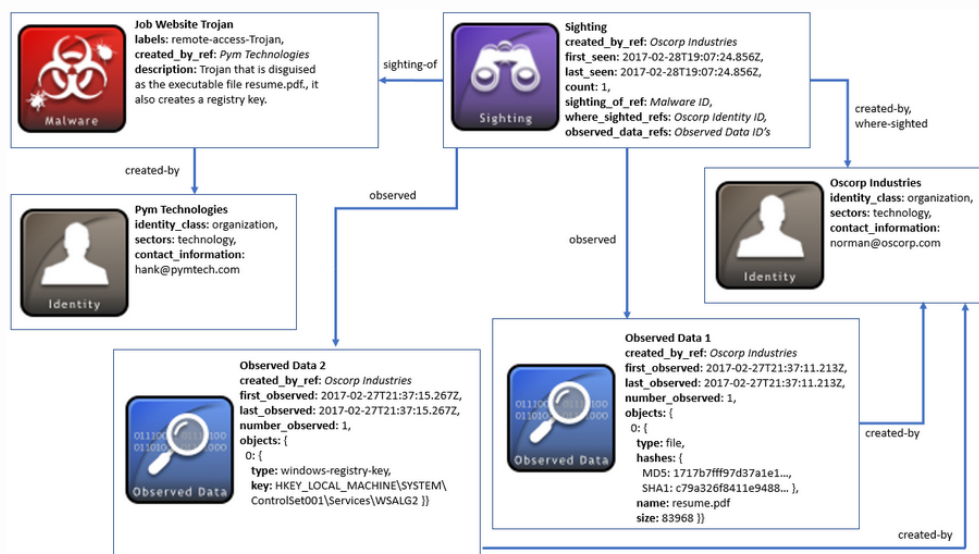 Job Website Trojan
labels: remote-access-Trojan,
created_by_ref: Pym Technologies
description: Trojan that is disguised
as the executable file resume.pdf., it
also creates a registry key.
Malware
sighting-of
Sighting
created_by_ref: Oscorp Industries
first_seen: 2017-02-28T19:07:24.856Z,
last_seen: 2017-02-28T19:07:24.856Z,
count: 1,
sighting_of_ref: Malware ID,
where_sighted_refs: Oscorp Identity ID,
observed_data_refs: Observed Data ID's
Sighting
created-by,
where-sighted
created-by
observed
observed
Pym Technologies
identity_class: organization,
sectors: technology,
contact_information:
hank@pymtech.com
Identity
Oscorp Industries
identity_class: organization,
sectors: technology,
contact_information:
norman@oscorp.com
Identity
Observed Data 2
created_by_ref: Oscorp Industries
first_observed: 2017-02-27T21:37:15.267Z,
last_observed: 2017-02-27T21:37:15.267Z,
number_observed: 1,
objects: {
0: {
type: windows-registry-key,
key: HKEY_LOCAL_MACHINE\SYSTEM\
ControlSet001\Services\WSALG2 }}
Observed Data
Observed Data 1
created_by_ref: Oscorp Industries
first_observed: 2017-02-27T21:37:11.213Z,
last_observed: 2017-02-27T21:37:11.213Z,
number_observed: 1,
objects: {
0: {
type: file,
hashes: {
MD5: 1717b7fff97d37a1e1...,
SHA1: c79a326f8411e9488... },
name: resume.pdf
size: 83968 }}
Observed Data
created-by
created-by